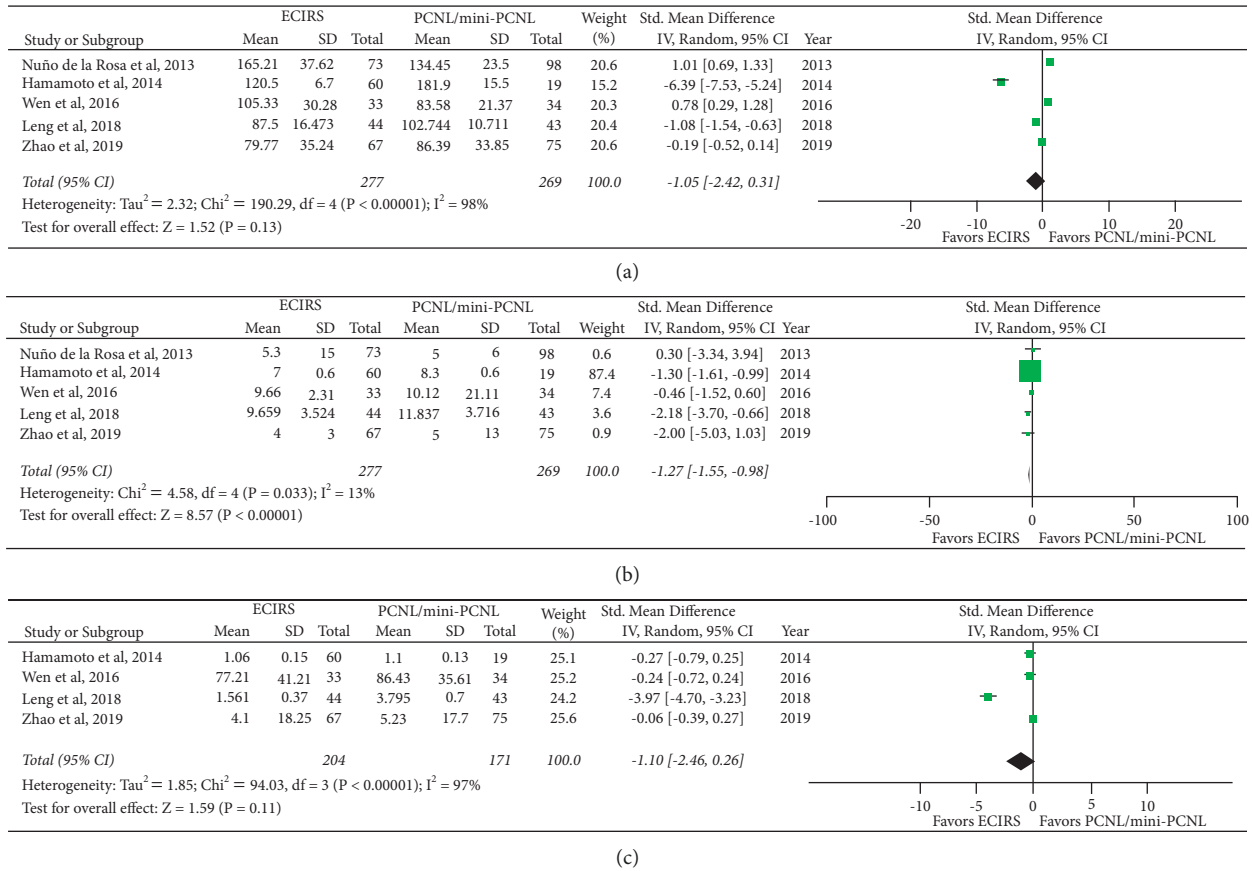 ECIRS PCNL/mini-PCNL Weight Std. Mean Difference Std. Mean Difference
Study or Subgroup Mean SD Total Mean SD Total (%) IV, Random, 95% CI Year IV, Random, 95% CI
Nuño de la Rosa et al, 2013 165.21 37.62 73 134.45 23.5 98 20.6 1.01 [0.69, 1.33] 2013
Hamamoto et al, 2014 120.5 6.7 60 181.9 15.5 19 15.2 -6.39 [-7.53, -5.24] 2014
Wen et al, 2016 105.33 30.28 33 83.58 21.37 34 20.3 0.78 [0.29, 1.28] 2016
Leng et al, 2018 87.5 16.473 44 102.744 10.711 43 20.4 -1.08 [-1.54, -0.63] 2018
Zhao et al, 2019 79.77 35.24 67 86.39 33.85 75 20.6 -0.19 [-0.52, 0.14] 2019
Total (95% CI) 277 269 100.0 -1.05 [-2.42, 0.31]
Heterogeneity: Tau² = 2.32; Chi² = 190.29, df = 4 (P < 0.00001); I² = 98%
Test for overall effect: Z = 1.52 (P = 0.13)
-20 -10 0 10 20
Favors ECIRS Favors PCNL/mini-PCNL
(a)
ECIRS PCNL/mini-PCNL Std. Mean Difference Std. Mean Difference
Study or Subgroup Mean SD Total Mean SD Total Weight IV, Random, 95% CI Year IV, Random, 95% CI
Nuño de la Rosa et al, 2013 5.3 15 73 5 6 98 0.6 0.30 [-3.34, 3.94] 2013
Hamamoto et al, 2014 7 0.6 60 8.3 0.6 19 87.4 -1.30 [-1.61, -0.99] 2014
Wen et al, 2016 9.66 2.31 33 10.12 21.11 34 7.4 -0.46 [-1.52, 0.60] 2016
Leng et al, 2018 9.659 3.524 44 11.837 3.716 43 3.6 -2.18 [-3.70, -0.66] 2018
Zhao et al, 2019 4 3 67 5 13 75 0.9 -2.00 [-5.03, 1.03] 2019
Total (95% CI) 277 269 100.0 -1.27 [-1.55, -0.98]
Heterogeneity: Chi² = 4.58, df = 4 (P = 0.033); I² = 13%
Test for overall effect: Z = 8.57 (P < 0.00001)
-100 -50 0 50 100
Favors ECIRS Favors PCNL/mini-PCNL
(b)
ECIRS PCNL/mini-PCNL Weight Std. Mean Difference Std. Mean Difference
Study or Subgroup Mean SD Total Mean SD Total (%) IV, Random, 95% CI Year IV, Random, 95% CI
Hamamoto et al, 2014 1.06 0.15 60 1.1 0.13 19 25.1 -0.27 [-0.79, 0.25] 2014
Wen et al, 2016 77.21 41.21 33 86.43 35.61 34 25.2 -0.24 [-0.72, 0.24] 2016
Leng et al, 2018 1.561 0.37 44 3.795 0.7 43 24.2 -3.97 [-4.70, -3.23] 2018
Zhao et al, 2019 4.1 18.25 67 5.23 17.7 75 25.6 -0.06 [-0.39, 0.27] 2019
Total (95% CI) 204 171 100.0 -1.10 [-2.46, 0.26]
Heterogeneity: Tau² = 1.85; Chi² = 94.03, df = 3 (P < 0.00001); I² = 97%
Test for overall effect: Z = 1.59 (P = 0.11)
-10 -5 0 5 10
Favors ECIRS Favors PCNL/mini-PCNL
(c)